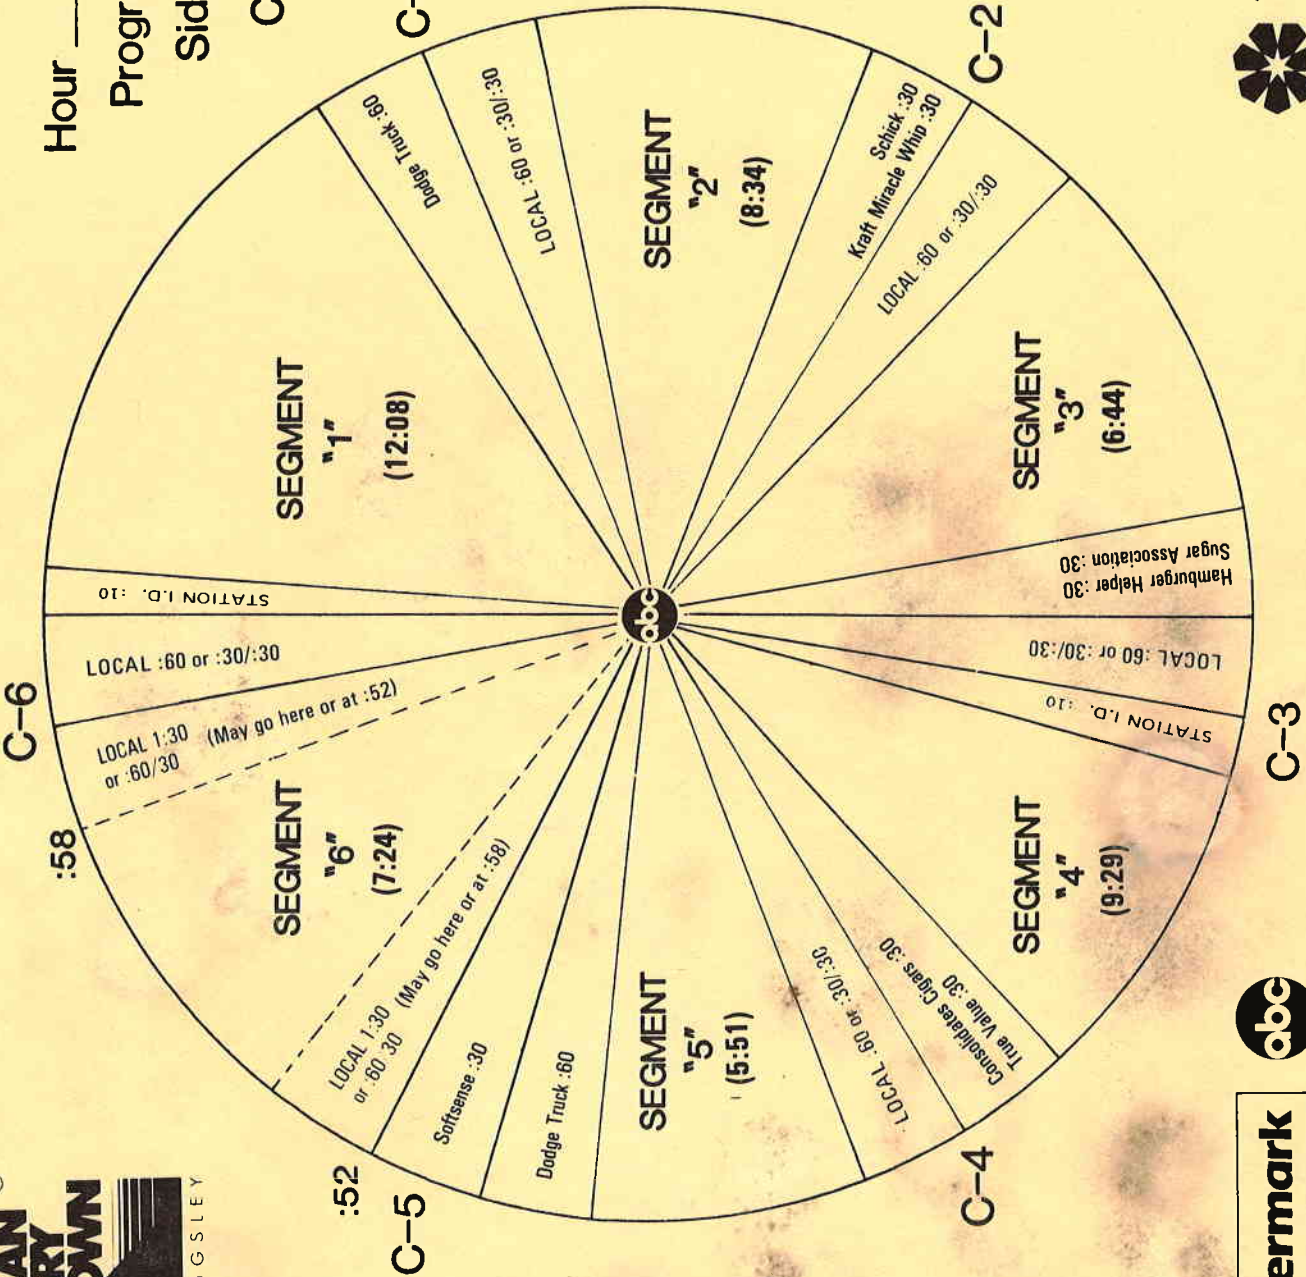 Hour
Progr
Sid
C
C-
SEGMENT
"1"
(12:08)
Dodge Truck :60
LOCAL :60 or :30/:30
SEGMENT
"2"
(8:34)
C-2
Schick :30
Kraft Miracle Whip :30
LOCAL :60 or :30/:30
SEGMENT
"3"
(6:44)
Hamburger Helper :30
Sugar Association :30
C-3
LOCAL :60 or :30/:30
STATION I.D. :10
SEGMENT
"4"
(9:29)
C-4
Consolidates Cigars :30
True Value :30
LOCAL :60 or :30/:30
SEGMENT
"5"
(5:51)
C-5
Dodge Truck :60
Softsense :30
:52
LOCAL 1:30 (May go here or at :58)
or :60 30
SEGMENT
"6"
(7:24)
:58
LOCAL 1:30 (May go here or at :52)
or :60/30
C-6
LOCAL :60 or :30/:30
STATION I.D. :10
abc
AN
RY
OWN
GSLEY
ermark
abc